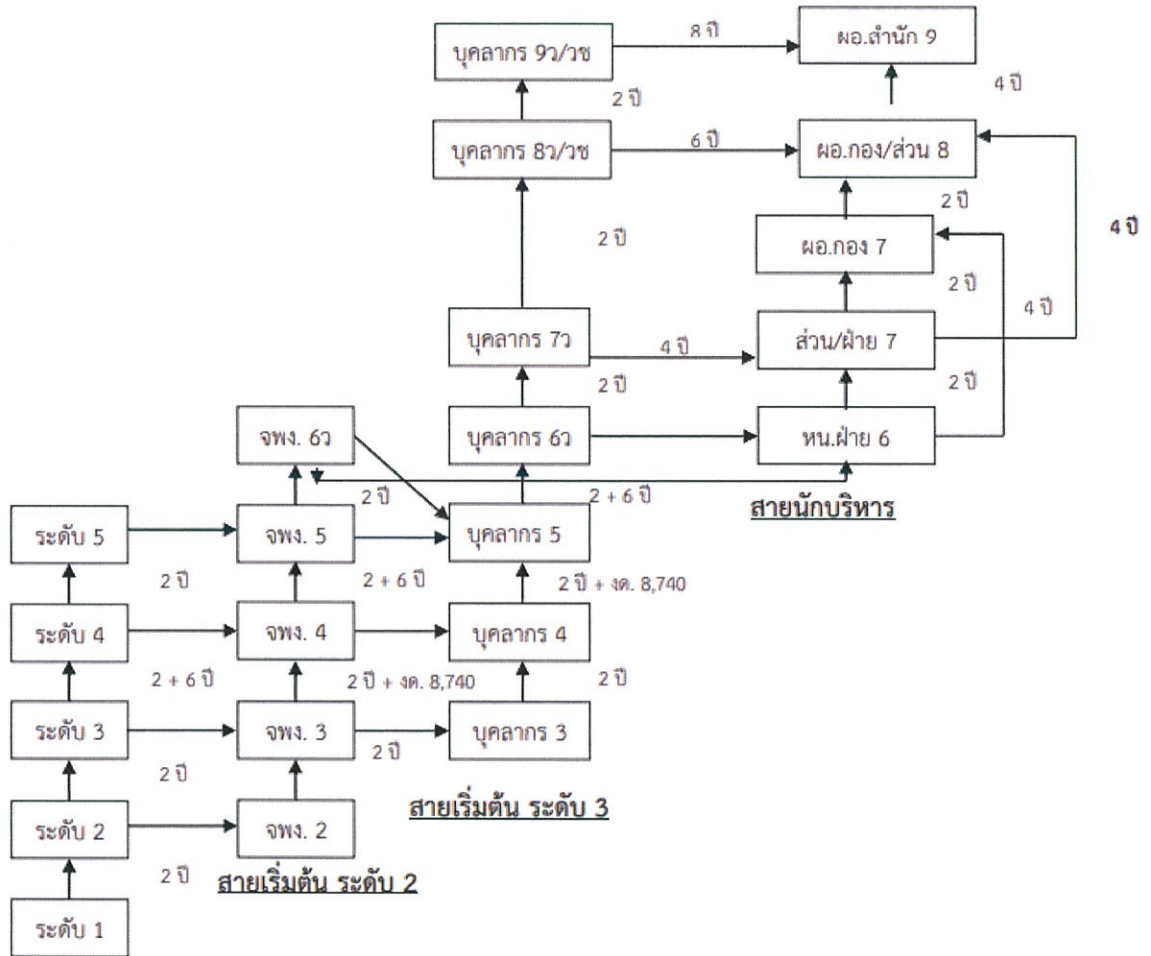 8 ปี
บุคลากร 9ว/วช
ผอ.สำนัก 9
2 ปี
4 ปี
บุคลากร 8ว/วช
6 ปี
ผอ.กอง/ส่วน 8
2 ปี
2 ปี
4 ปี
ผอ.กอง 7
2 ปี
4 ปี
บุคลากร 7ว
4 ปี
ส่วน/ฝ่าย 7
2 ปี
2 ปี
จพง. 6ว
บุคลากร 6ว
หน.ฝ่าย 6
2 ปี
2 + 6 ปี
สายนักบริหาร
ระดับ 5
จพง. 5
บุคลากร 5
2 ปี
2 + 6 ปี
2 ปี + งด. 8,740
ระดับ 4
จพง. 4
บุคลากร 4
2 + 6 ปี
2 ปี + งด. 8,740
2 ปี
ระดับ 3
จพง. 3
บุคลากร 3
2 ปี
2 ปี
สายเริ่มต้น ระดับ 3
ระดับ 2
จพง. 2
2 ปี
สายเริ่มต้น ระดับ 2
ระดับ 1